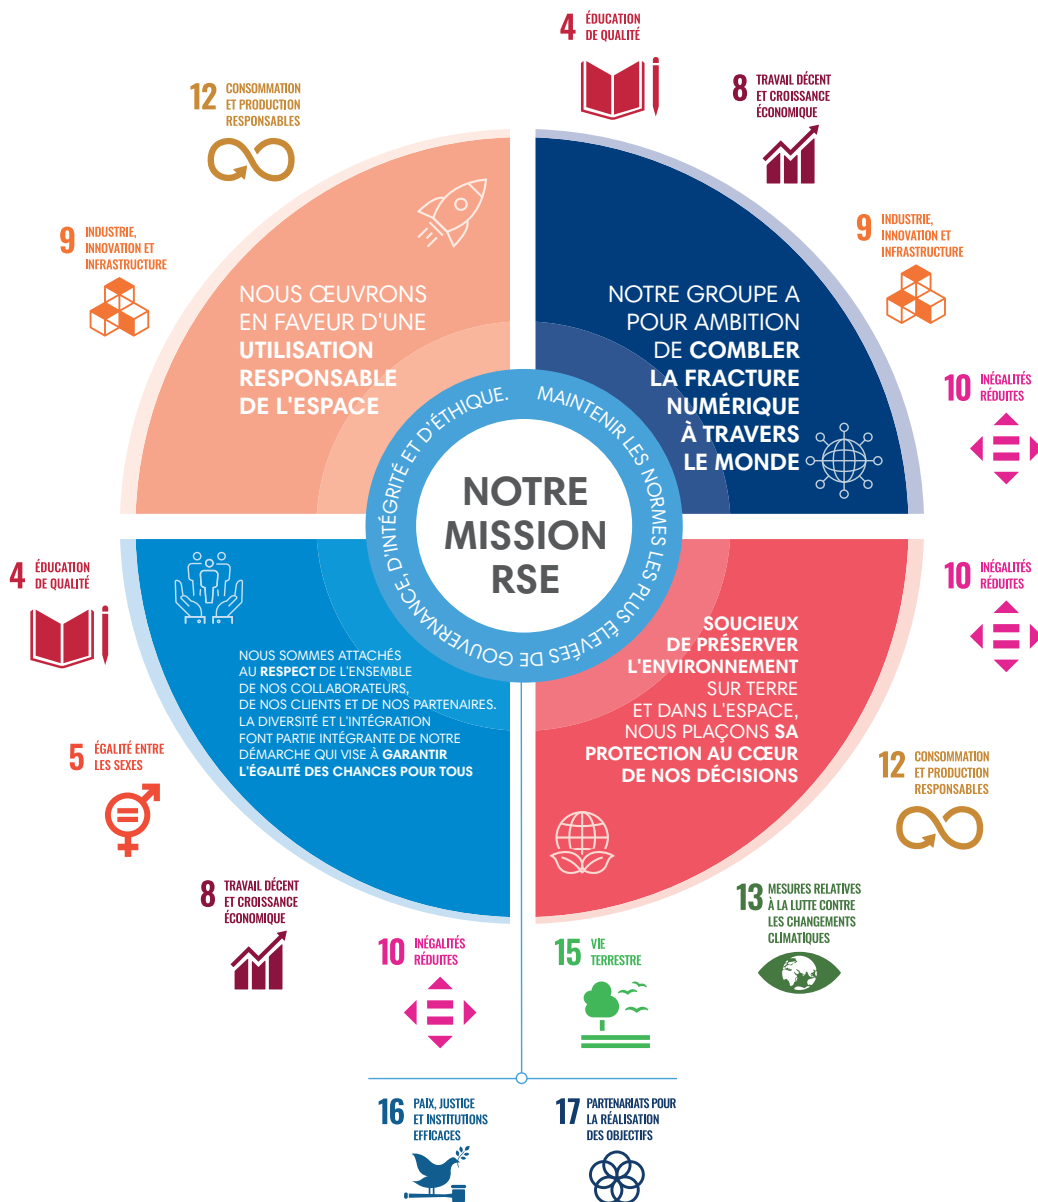 4 ÉDUCATION
DE QUALITÉ
8 TRAVAIL DÉCENT
ET CROISSANCE
ÉCONOMIQUE
12 CONSOMMATION
ET PRODUCTION
RESPONSABLES
9 INDUSTRIE,
INNOVATION ET
INFRASTRUCTURE
9 INDUSTRIE,
INNOVATION ET
INFRASTRUCTURE
10 INÉGALITÉS
RÉDUITES
NOUS ŒUVRONS
EN FAVEUR D'UNE
UTILISATION
RESPONSABLE
DE L'ESPACE
NOTRE GROUPE A
POUR AMBITION
DE COMBLER
LA FRACTURE
NUMÉRIQUE
À TRAVERS
LE MONDE
MAINTENIR LES NORMES LES PLUS ÉLEVÉES DE GOUVERNANCE, D'INTÉGRITÉ ET D'ÉTHIQUE.
NOTRE
MISSION
RSE
4 ÉDUCATION
DE QUALITÉ
10 INÉGALITÉS
RÉDUITES
NOUS SOMMES ATTACHÉS
AU RESPECT DE L'ENSEMBLE
DE NOS COLLABORATEURS,
DE NOS CLIENTS ET DE NOS PARTENAIRES.
LA DIVERSITÉ ET L'INTÉGRATION
FONT PARTIE INTÉGRANTE DE NOTRE
DÉMARCHE QUI VISE À GARANTIR
L'ÉGALITÉ DES CHANCES POUR TOUS
SOUCIEUX
DE PRÉSERVER
L'ENVIRONNEMENT
SUR TERRE
ET DANS L'ESPACE,
NOUS PLAÇONS SA
PROTECTION AU CŒUR
DE NOS DÉCISIONS
5 ÉGALITÉ ENTRE
LES SEXES
12 CONSOMMATION
ET PRODUCTION
RESPONSABLES
8 TRAVAIL DÉCENT
ET CROISSANCE
ÉCONOMIQUE
13 MESURES RELATIVES
À LA LUTTE CONTRE
LES CHANGEMENTS
CLIMATIQUES
10 INÉGALITÉS
RÉDUITES
15 VIE
TERRESTRE
16 PAIX, JUSTICE
ET INSTITUTIONS
EFFICACES
17 PARTENARIATS POUR
LA RÉALISATION
DES OBJECTIFS